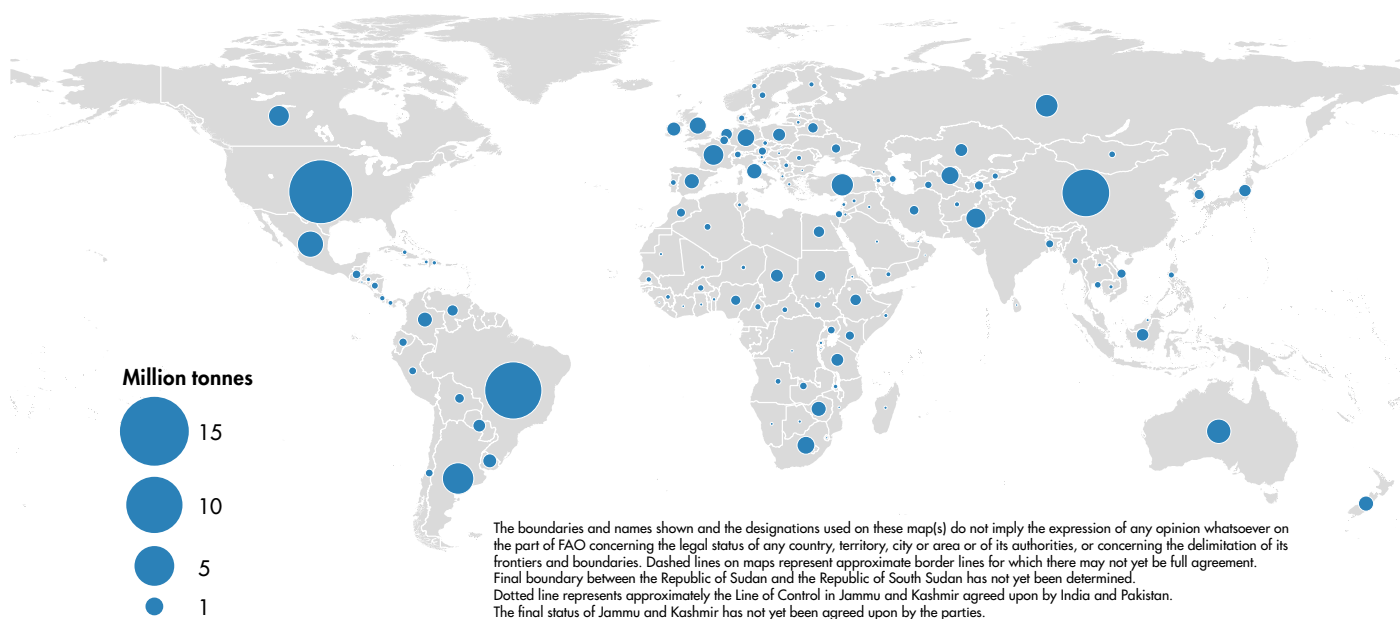 Million tonnes
15
10
5
1
The boundaries and names shown and the designations used on these map(s) do not imply the expression of any opinion whatsoever on
the part of FAO concerning the legal status of any country, territory, city or area or of its authorities, or concerning the delimitation of its
frontiers and boundaries. Dashed lines on maps represent approximate border lines for which there may not yet be full agreement.
Final boundary between the Republic of Sudan and the Republic of South Sudan has not yet been determined.
Dotted line represents approximately the Line of Control in Jammu and Kashmir agreed upon by India and Pakistan.
The final status of Jammu and Kashmir has not yet been agreed upon by the parties.